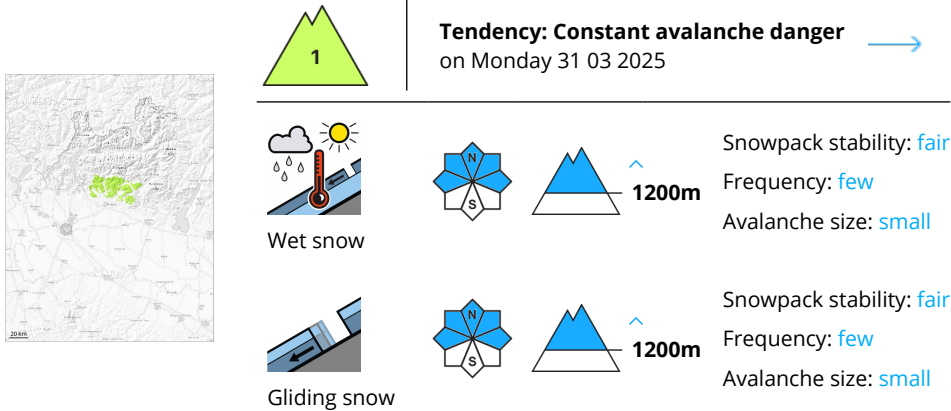 1
Tendency: Constant avalanche danger
on Monday 31 03 2025
20 km
N
S
1200m
Snowpack stability: fair
Frequency: few
Avalanche size: small
Wet snow
N
S
1200m
Snowpack stability: fair
Frequency: few
Avalanche size: small
Gliding snow